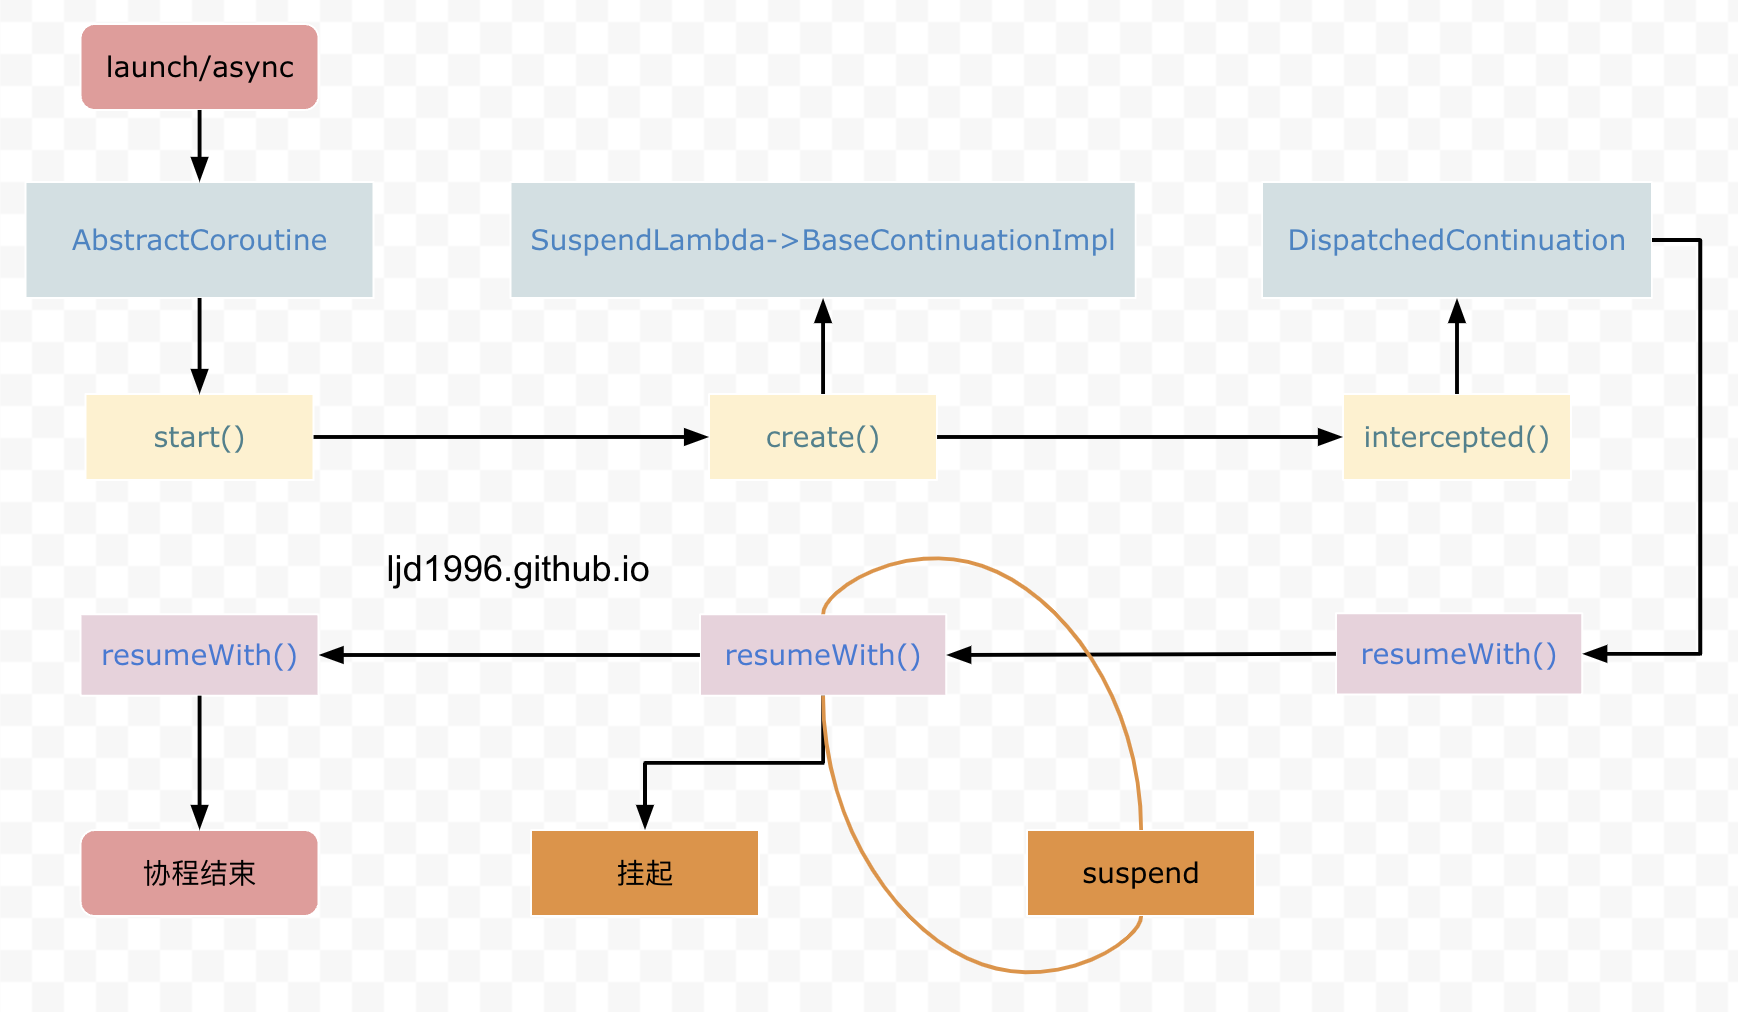 launch/async
AbstractCoroutine
SuspendLambda->BaseContinuationImpl
DispatchedContinuation
start()
create()
intercepted()
ljd1996.github.io
resumeWith()
resumeWith()
resumeWith()
协程结束
挂起
suspend